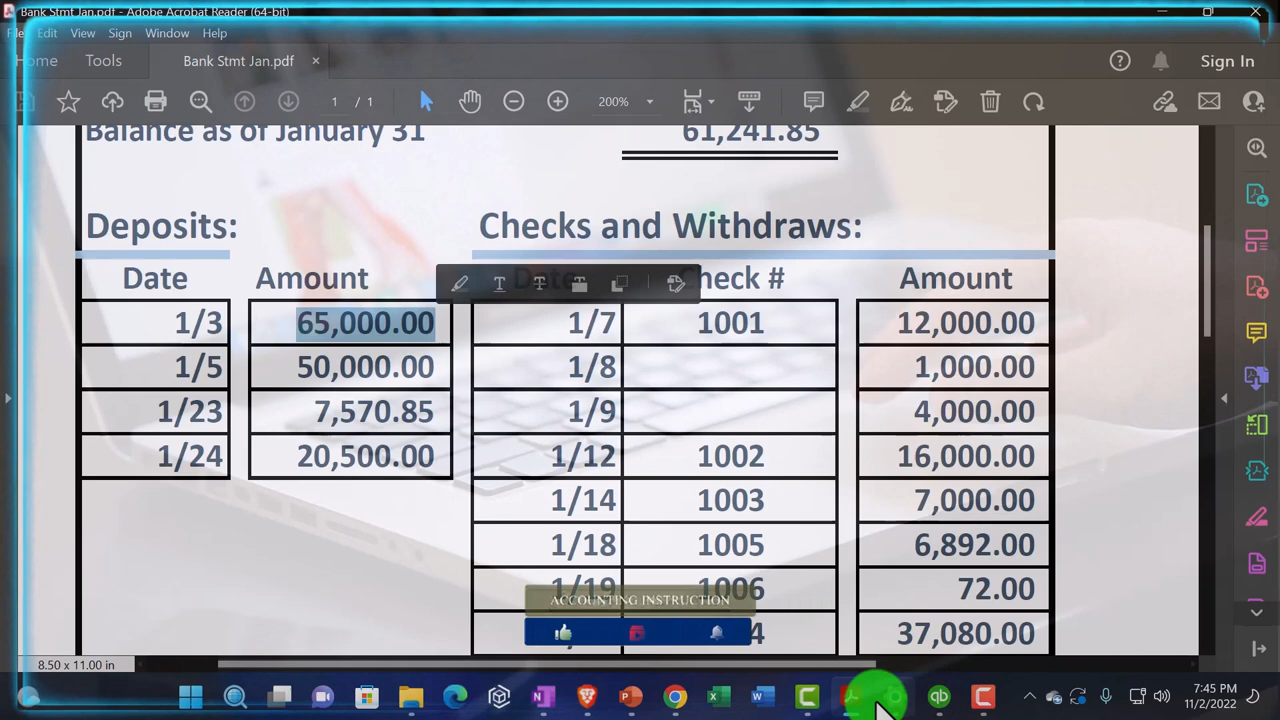 Bank Stmt Jan.pdf - Adobe Acrobat Reader (64-bit)
File Edit View Sign Window Help
Home Tools Bank Stmt Jan.pdf × Sign In
1 / 1 200%
Balance as of January 31 61,241.85
Deposits: Checks and Withdraws:
Date Amount Date Check # Amount
1/3 65,000.00 1/7 1001 12,000.00
1/5 50,000.00 1/8 1,000.00
1/23 7,570.85 1/9 4,000.00
1/24 20,500.00 1/12 1002 16,000.00
1/14 1003 7,000.00
1/18 1005 6,892.00
1/19 1006 72.00
ACCOUNTING INSTRUCTION
4 37,080.00
8.50 x 11.00 in
7:45 PM
11/2/2022